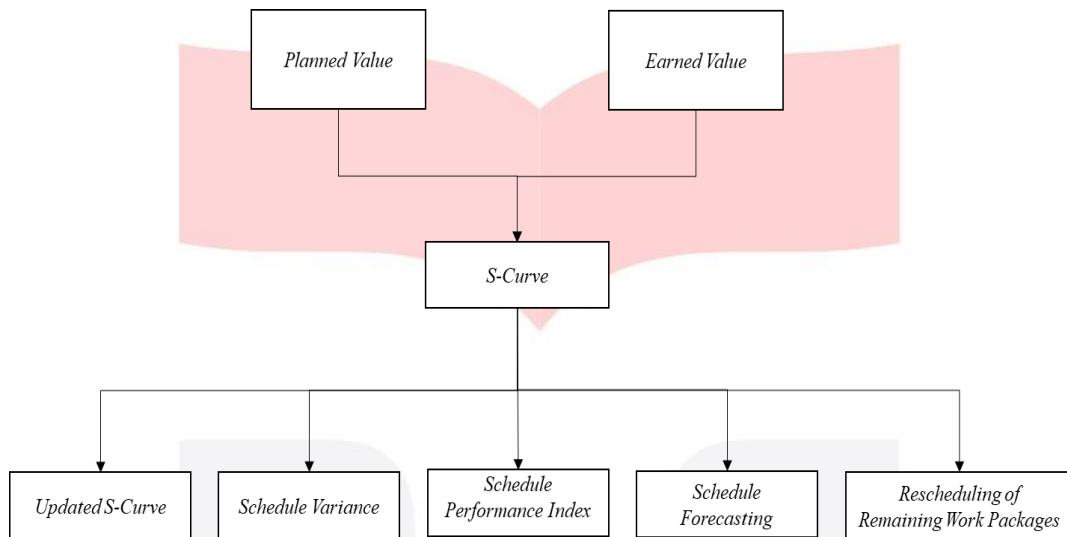 Planned Value
Earned Value
S-Curve
Updated S-Curve
Schedule Variance
Schedule
Performance Index
Schedule
Forecasting
Rescheduling of
Remaining Work Packages